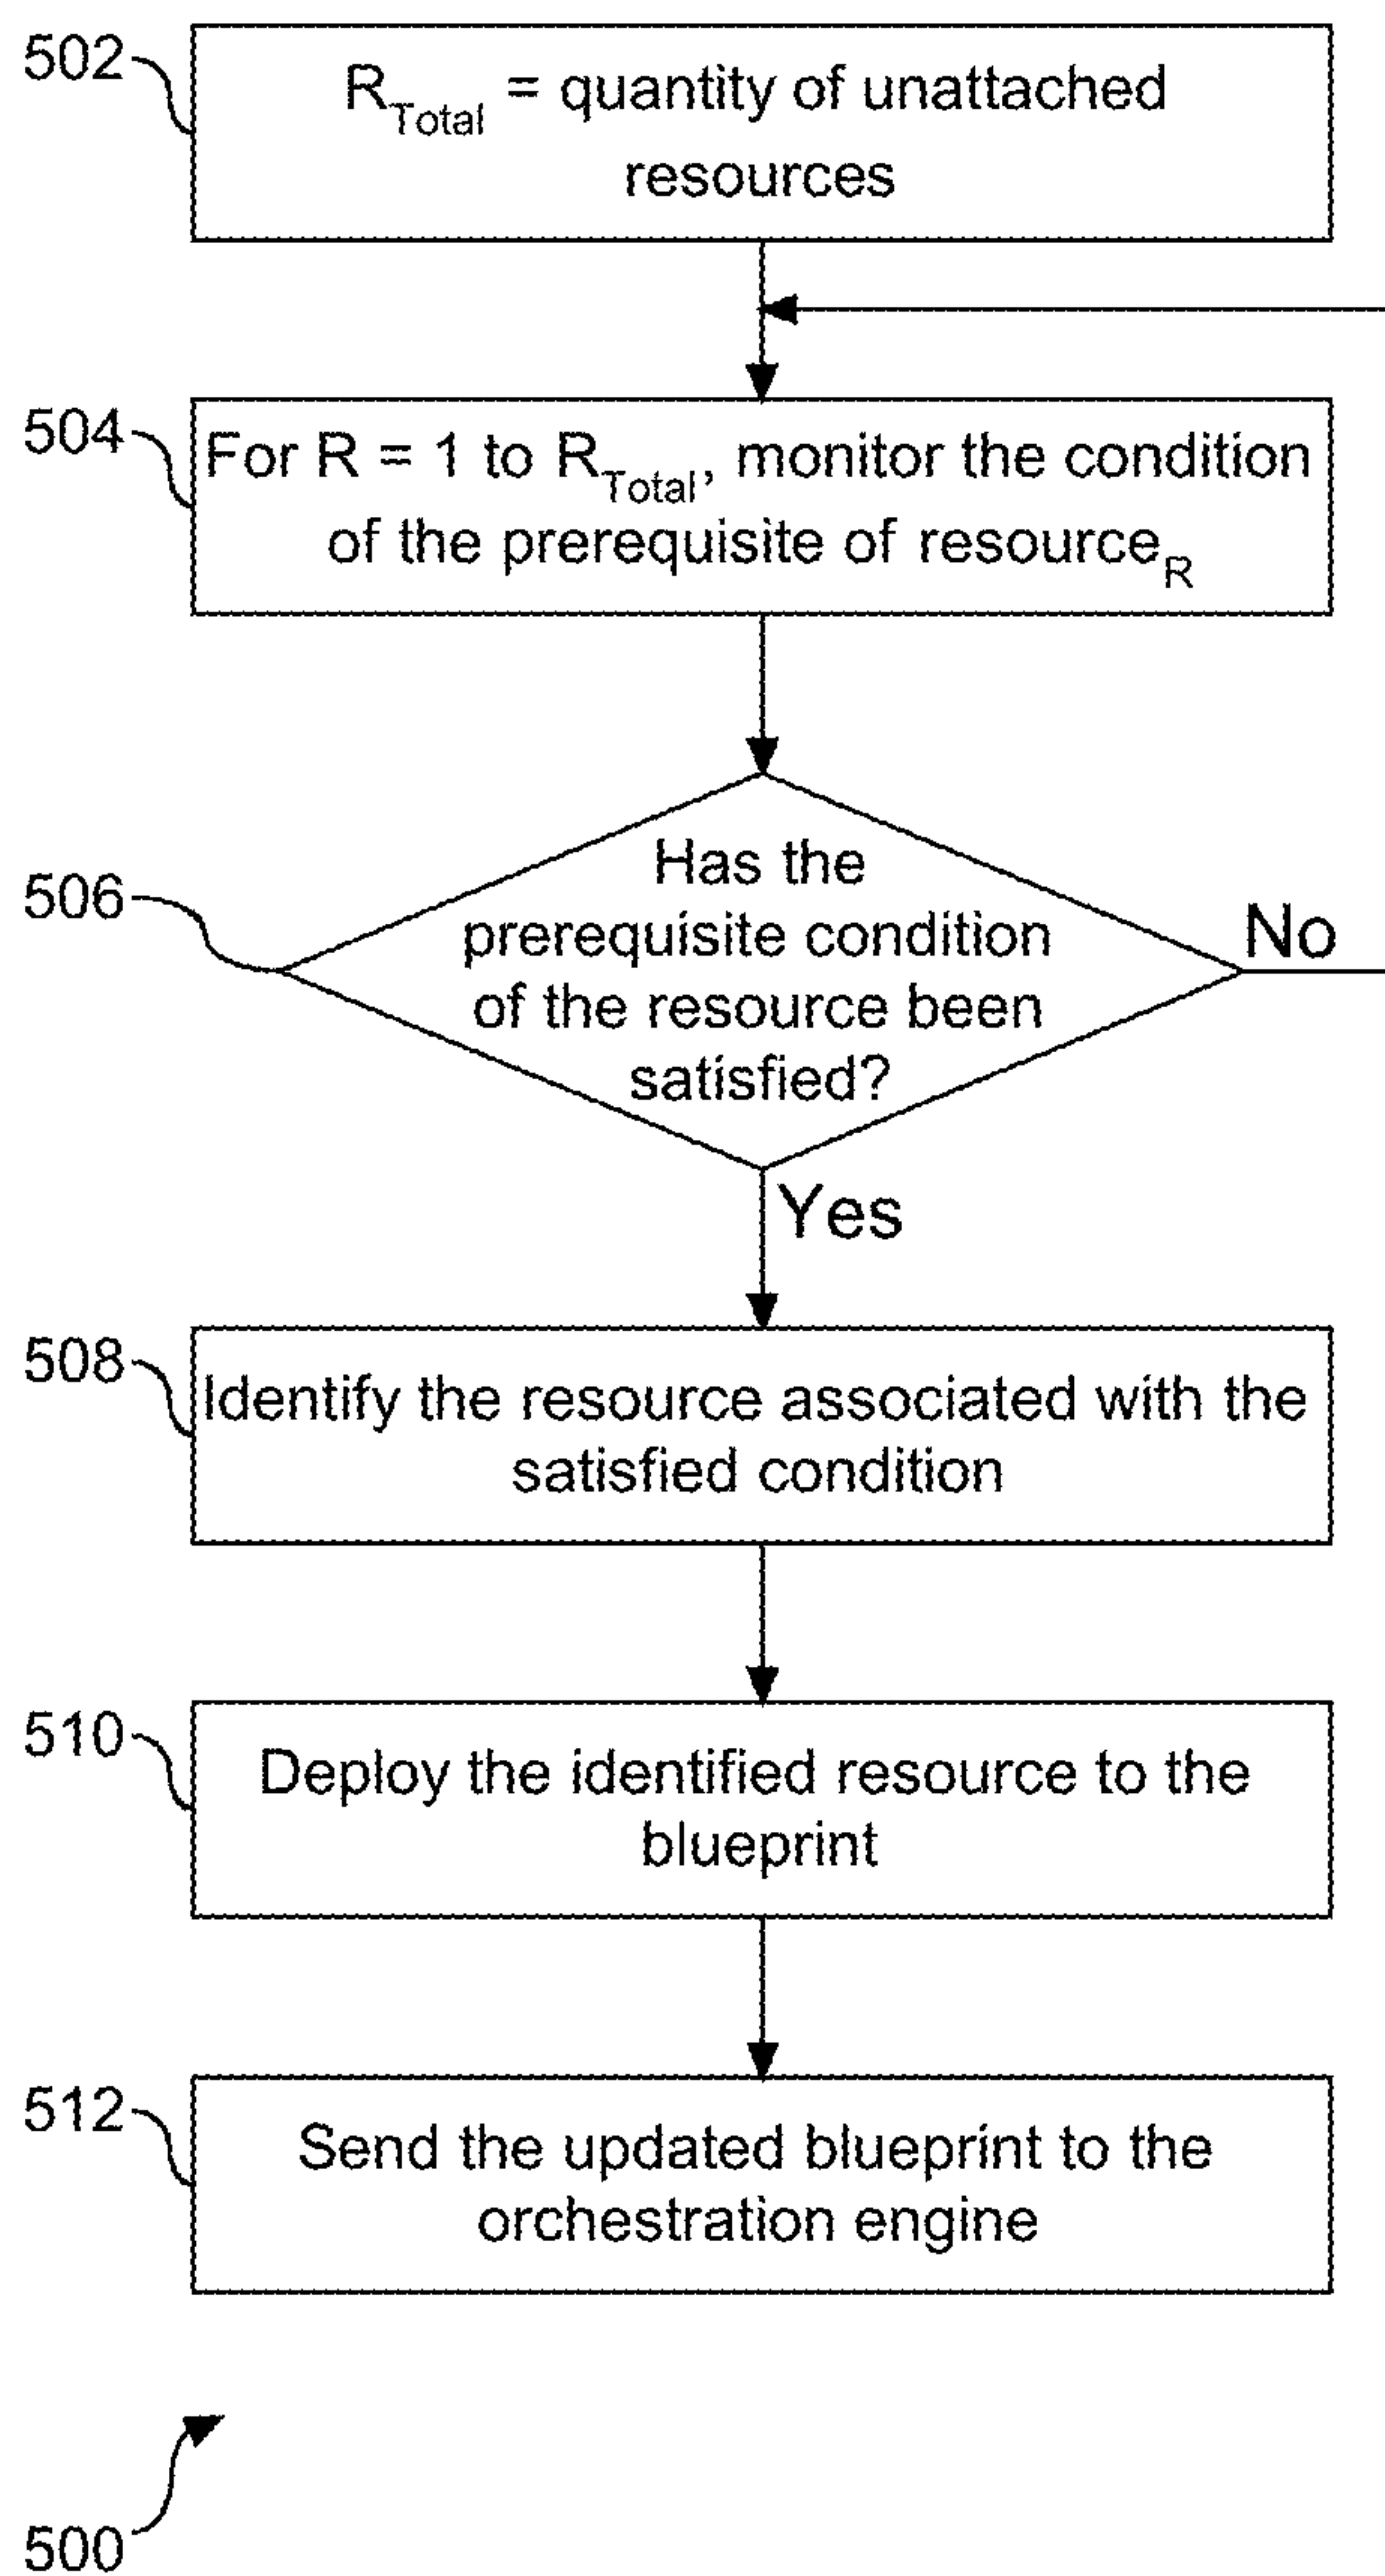 502
R_Total = quantity of unattached
resources
504
For R = 1 to R_Total, monitor the condition
of the prerequisite of resource_R
506
Has the
prerequisite condition
of the resource been
satisfied?
No
Yes
508
Identify the resource associated with the
satisfied condition
510
Deploy the identified resource to the
blueprint
512
Send the updated blueprint to the
orchestration engine
500